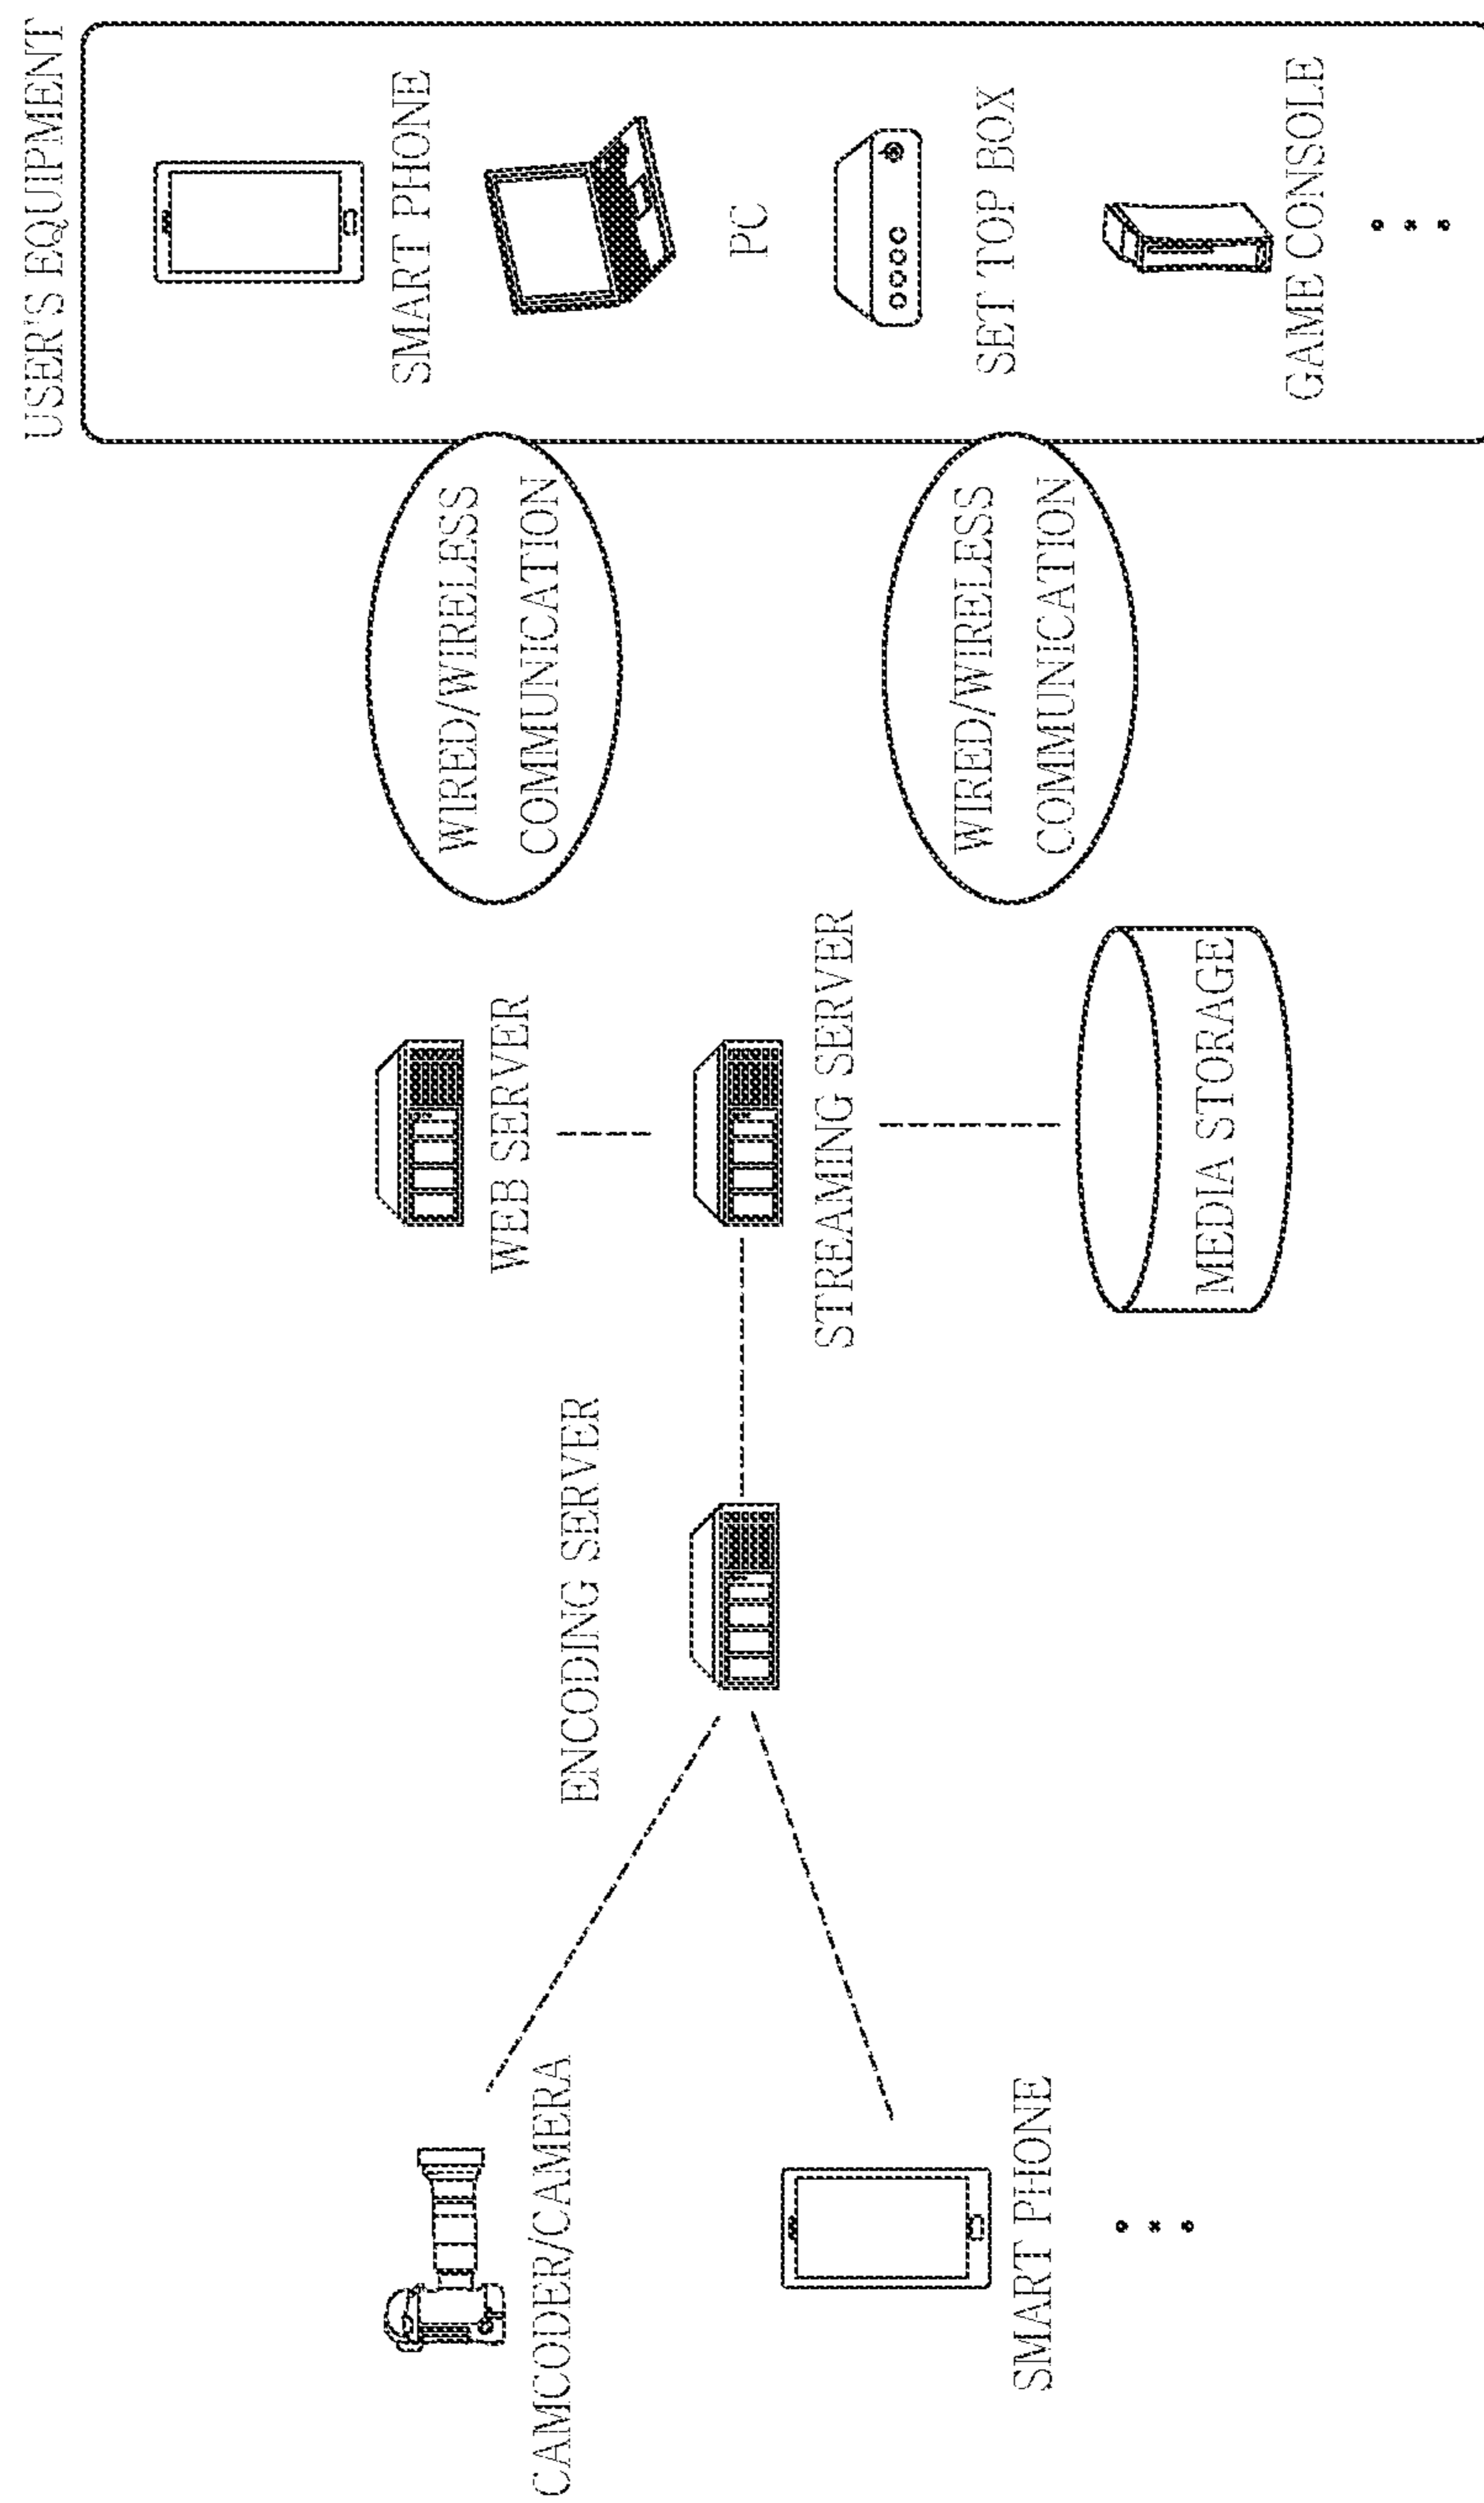 USER'S EQUIPMENT
SMART PHONE
PC
SET TOP BOX
GAME CONSOLE
WIRED/WIRELESS
COMMUNICATION
WIRED/WIRELESS
COMMUNICATION
WEB SERVER
STREAMING SERVER
MEDIA STORAGE
ENCODING SERVER
CAMCODER/CAMERA
SMART PHONE